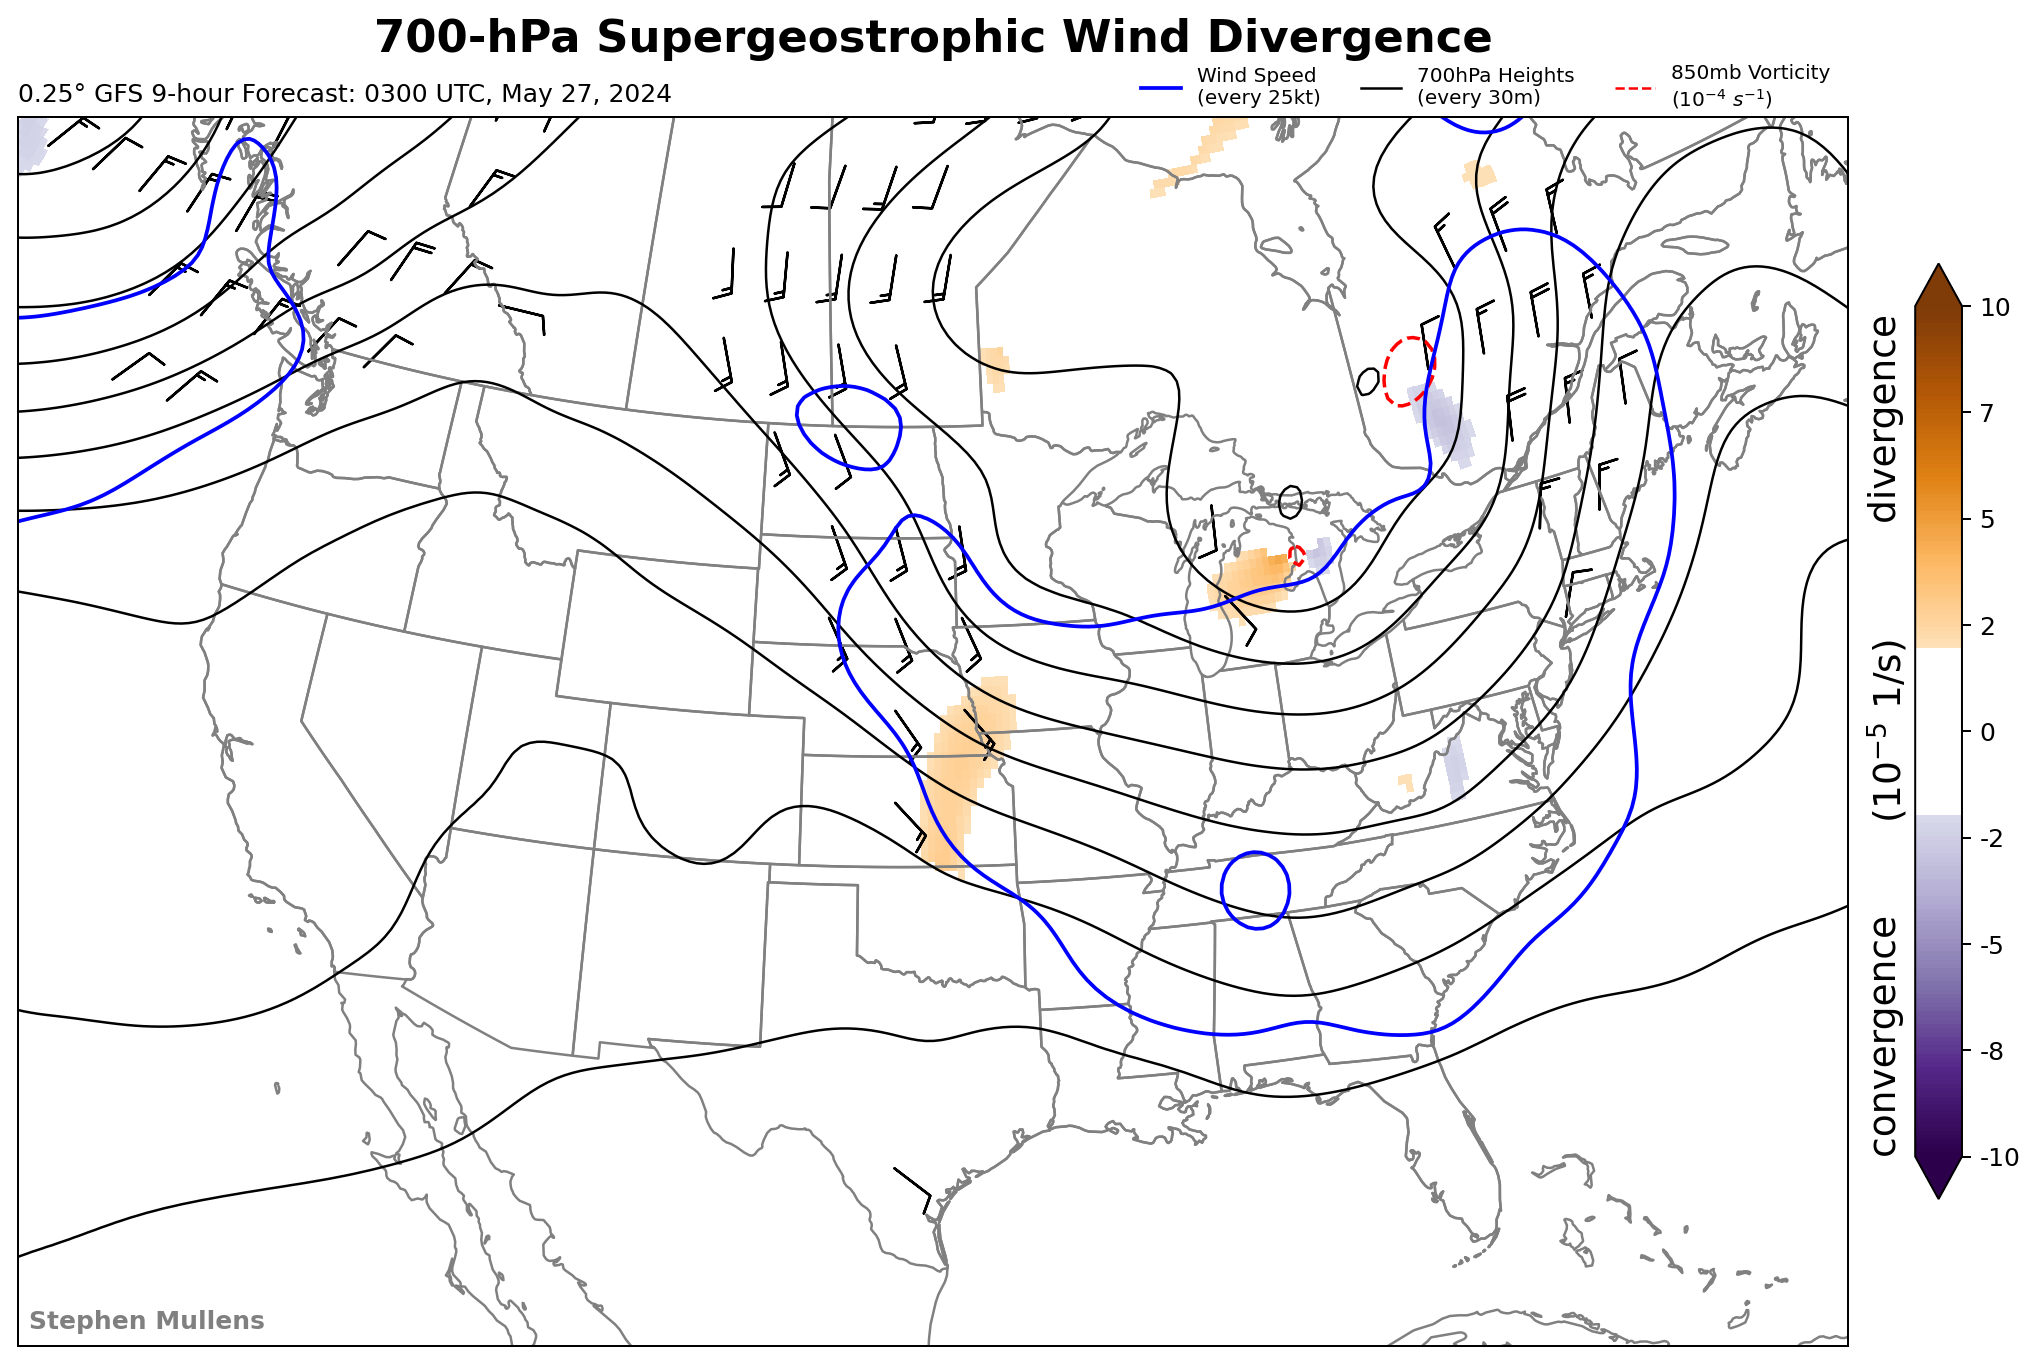 700-hPa Supergeostrophic Wind Divergence
0.25° GFS 9-hour Forecast: 0300 UTC, May 27, 2024
Wind Speed
(every 25kt)
700hPa Heights
(every 30m)
850mb Vorticity
(10⁻⁴ s⁻¹)
10
7
5
2
0
-2
-5
-8
-10
convergence (10⁻⁵ 1/s) divergence
Stephen Mullens